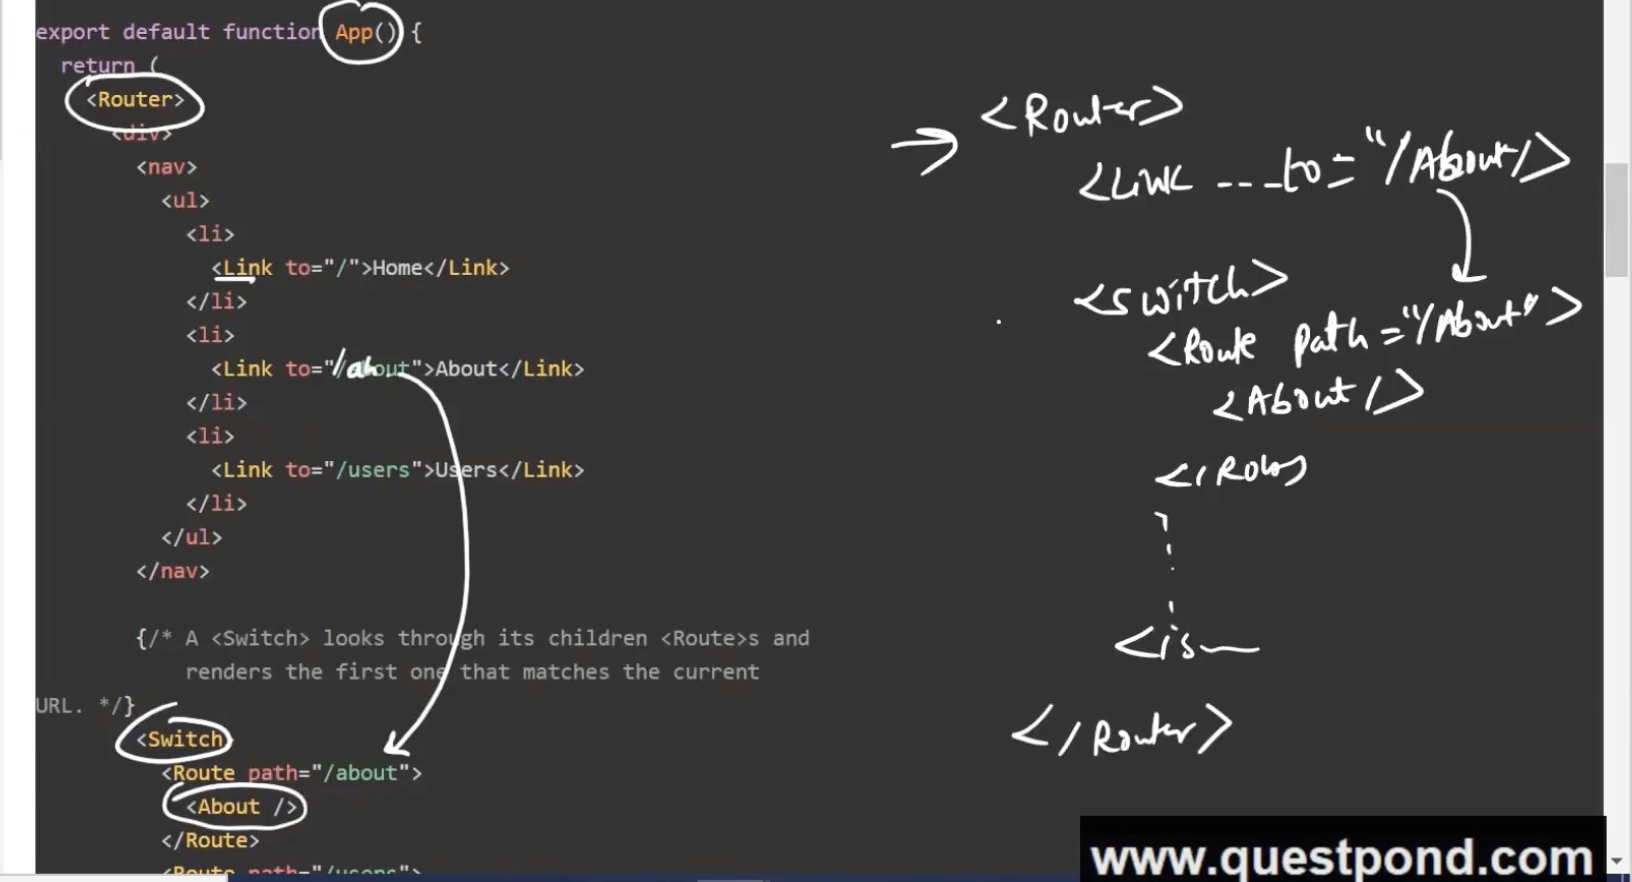 export default function App() {
return (
<Router>
<div>
<nav>
<ul>
<li>
<Link to="/">Home</Link>
</li>
<li>
<Link to="/about">About</Link>
</li>
<li>
<Link to="/users">Users</Link>
</li>
</ul>
</nav>
{/* A <Switch> looks through its children <Route>s and
renders the first one that matches the current
URL. */}
<Switch
<Route path="/about">
<About />
</Route>
<Route path="/users">
<Router>
<Link ---to="/About/>
<switch>
<Route path="/About">
<About/>
</Router>
www.questpond.com